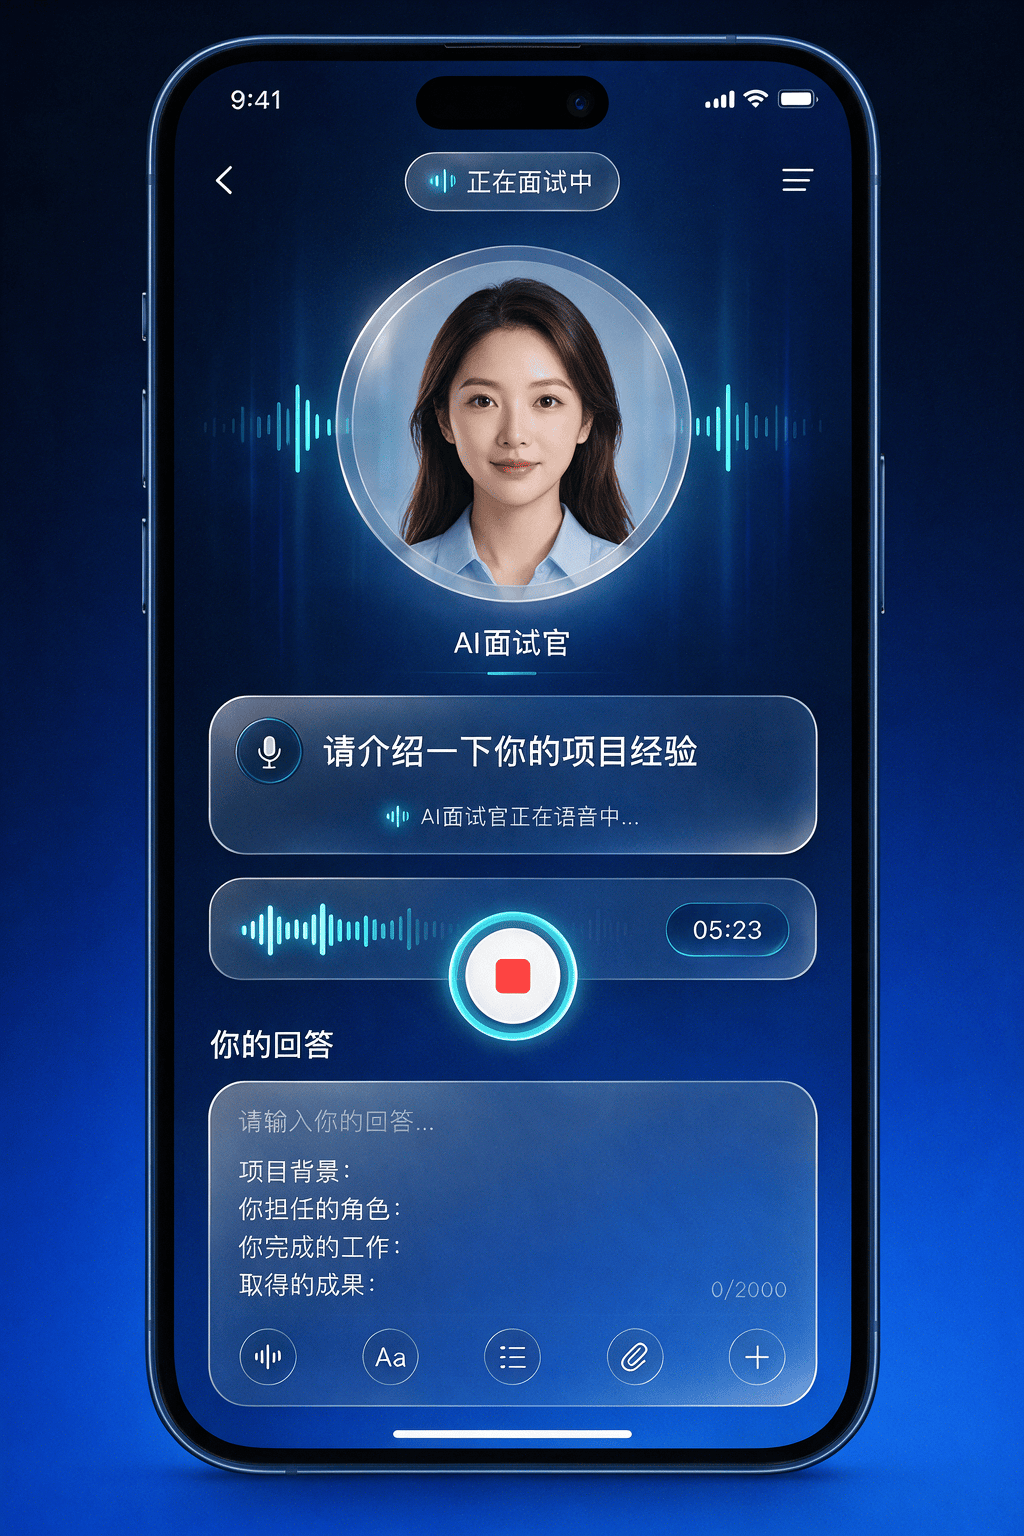 9:41
正在面试中
AI面试官
请介绍一下你的项目经验
AI面试官正在语音中...
05:23
你的回答
请输入你的回答...
项目背景：
你担任的角色：
你完成的工作：
取得的成果：
0/2000
Aa